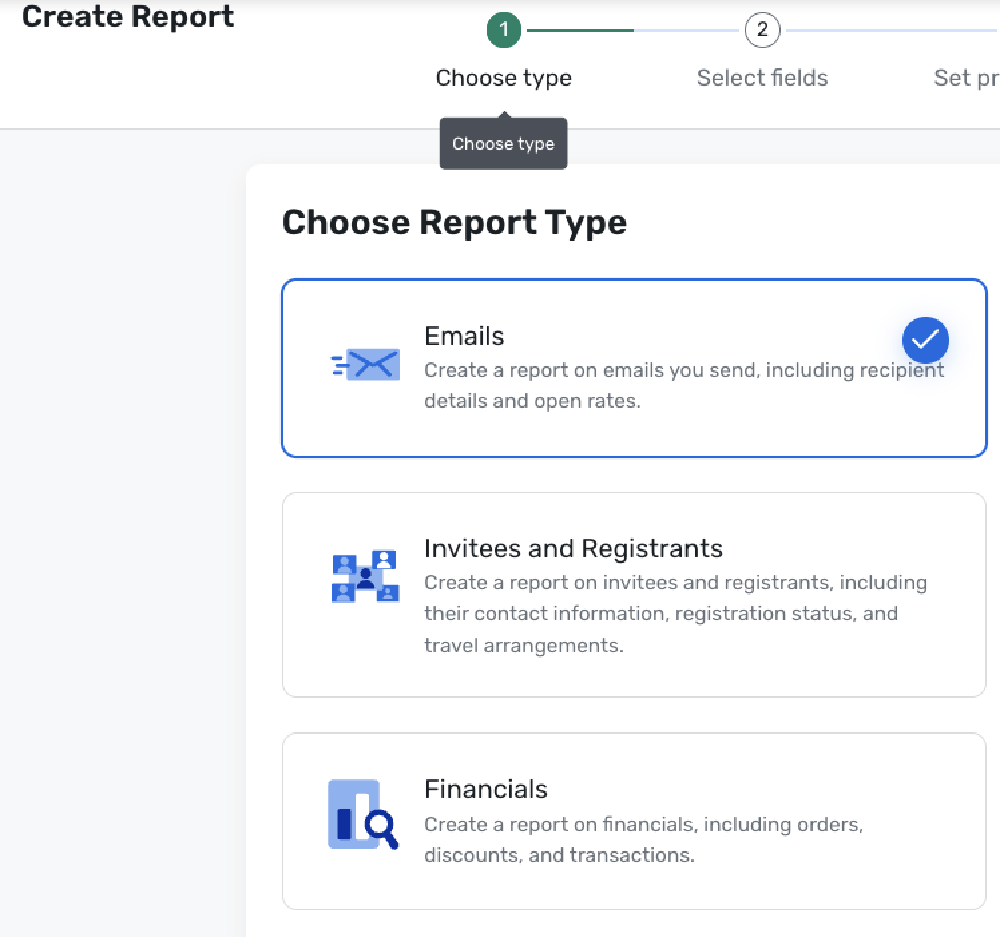 Create Report
1
2
Choose type
Select fields
Set pr
Choose type
Choose Report Type
Emails
Create a report on emails you send, including recipient
details and open rates.
Invitees and Registrants
Create a report on invitees and registrants, including
their contact information, registration status, and
travel arrangements.
Financials
Create a report on financials, including orders,
discounts, and transactions.